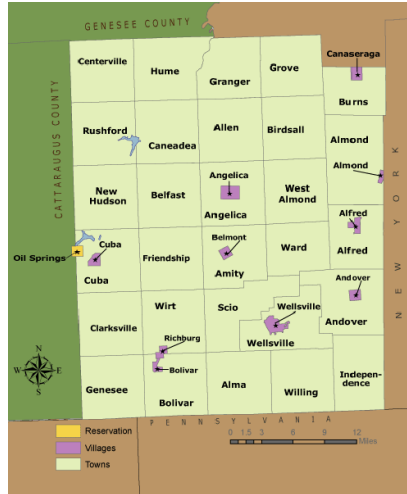 GENESEE COUNTY
CATTARAUGUS COUNTY
NEW YORK
Centerville
Hume
Granger
Grove
Canaseraga
Burns
Rushford
Caneadea
Allen
Birdsall
Almond
Almond
New
Hudson
Belfast
Angelica
Angelica
West
Almond
Alfred
Alfred
Oil Springs
Cuba
Cuba
Friendship
Belmont
Amity
Ward
Andover
Andover
Clarksville
Wirt
Scio
Wellsville
Wellsville
Richburg
Bolivar
Bolivar
Genesee
Alma
Willing
Indepen-
dence
N
W
E
S
PENNSYLVANIA
Reservation
Villages
Towns
0 1.5 3 6 9 12
Miles